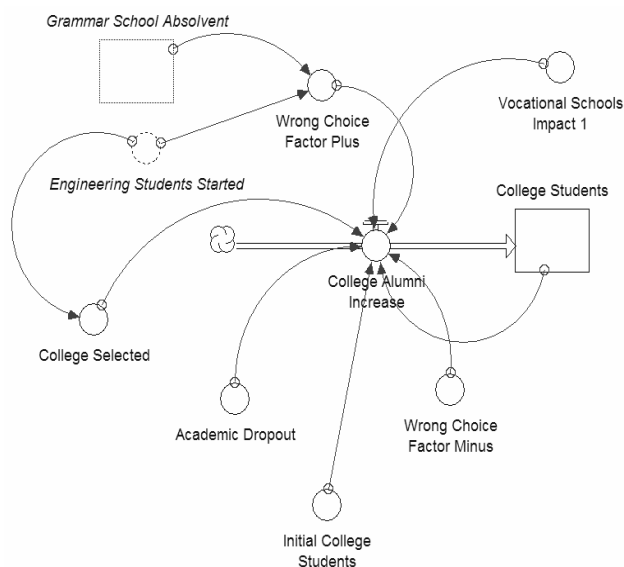 Grammar School Absolvent
Wrong Choice
Factor Plus
Vocational Schools
Impact 1
Engineering Students Started
College Students
College Alumni
Increase
College Selected
Academic Dropout
Wrong Choice
Factor Minus
Initial College
Students